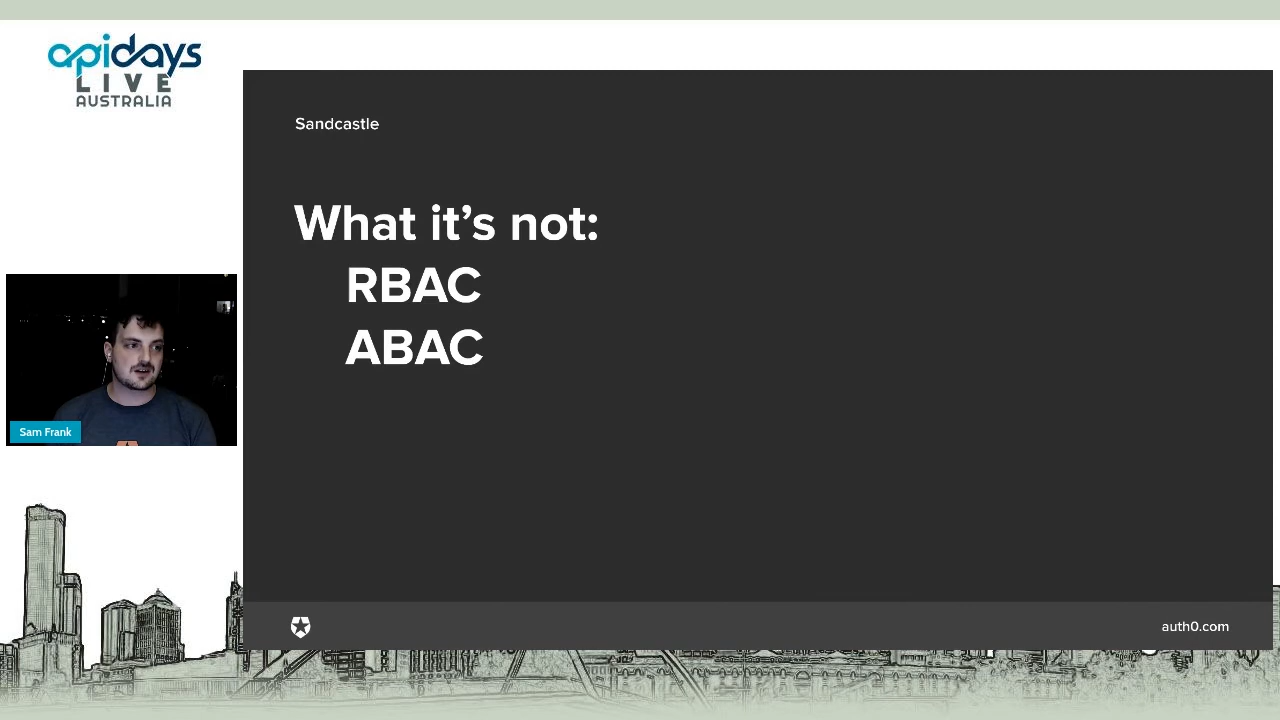 apidays
LIVE
AUSTRALIA
Sandcastle
What it’s not:
RBAC
ABAC
Sam Frank
auth0.com